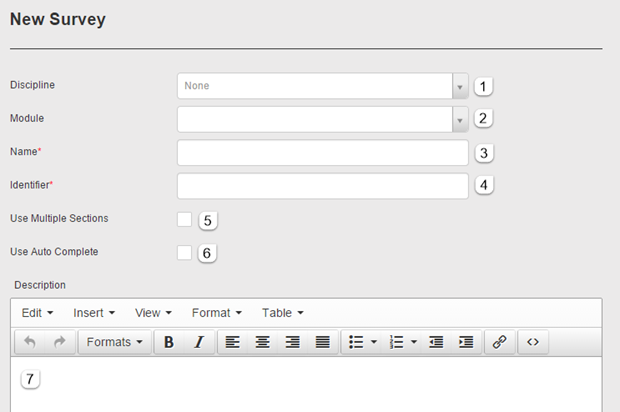 New Survey
Discipline None 1
Module 2
Name* 3
Identifier* 4
Use Multiple Sections 5
Use Auto Complete 6
Description
Edit Insert View Format Table
Formats B I
7